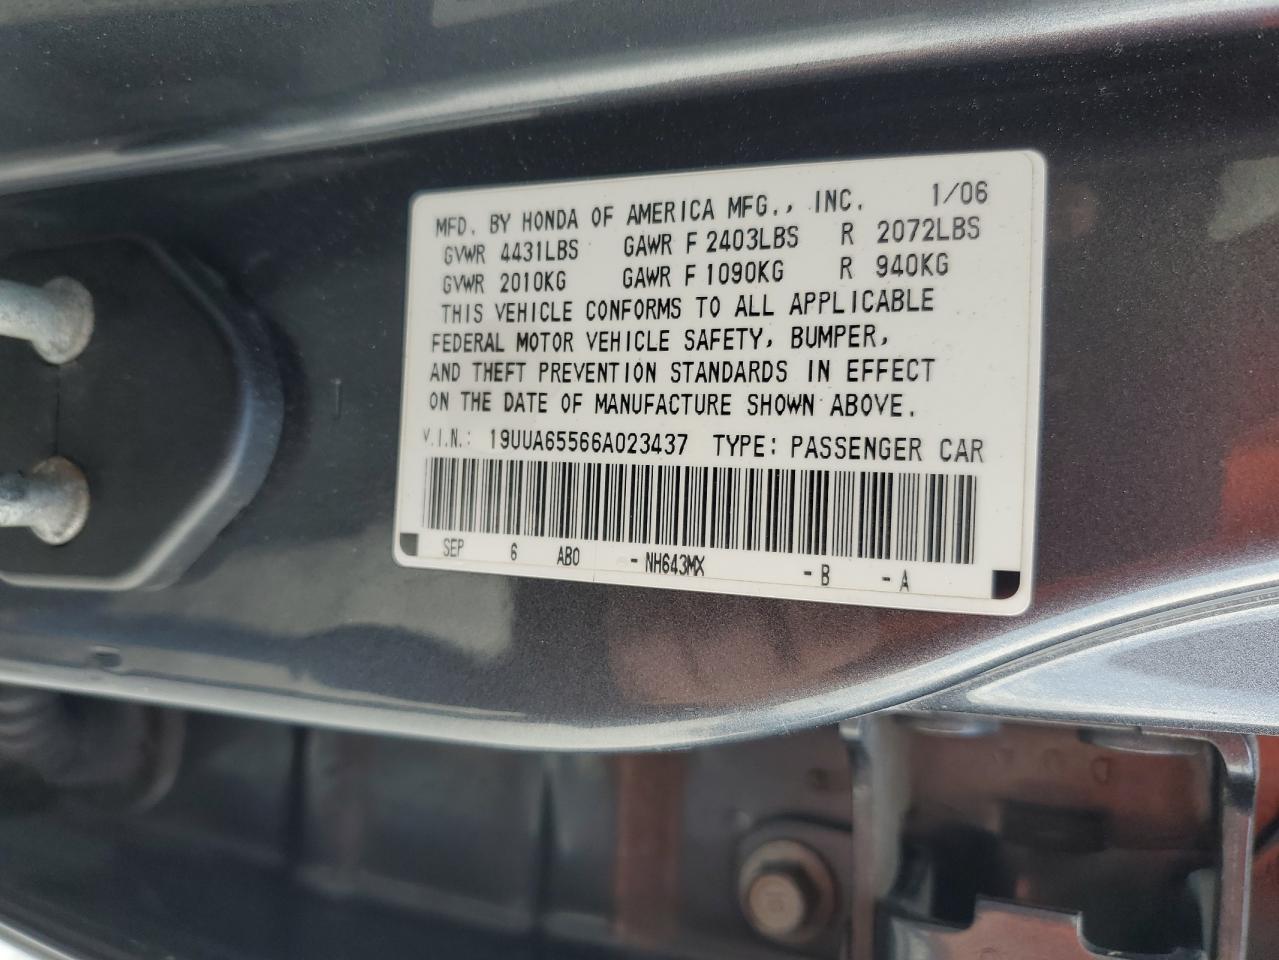 MFD. BY HONDA OF AMERICA MFG., INC. 1/06
GVWR 4431LBS GAWR F 2403LBS R 2072LBS
GVWR 2010KG GAWR F 1090KG R 940KG
THIS VEHICLE CONFORMS TO ALL APPLICABLE
FEDERAL MOTOR VEHICLE SAFETY, BUMPER,
AND THEFT PREVENTION STANDARDS IN EFFECT
ON THE DATE OF MANUFACTURE SHOWN ABOVE.
V.I.N.: 19UUA65566A023437 TYPE: PASSENGER CAR
SEP 6 AB0 -NH643MX -B -A